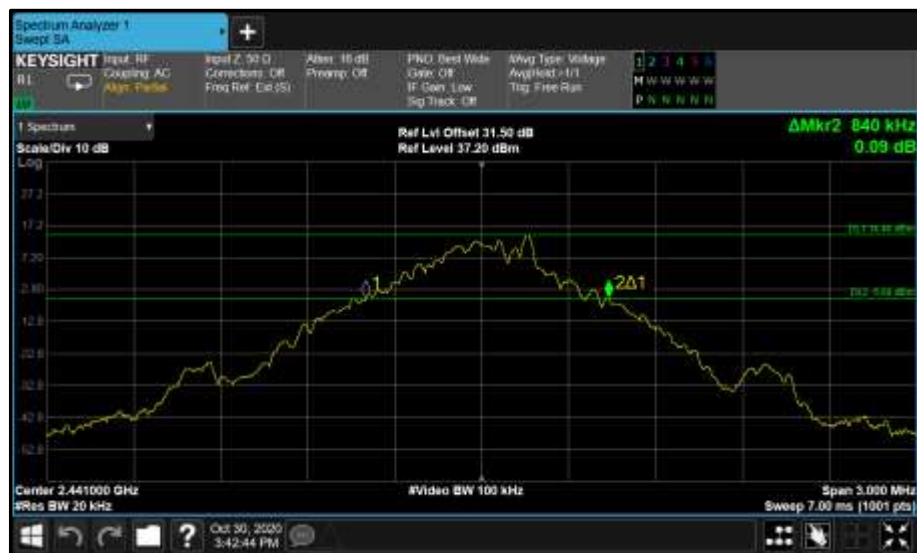 Spectrum Analyzer 1
Swept SA
+
KEYSIGHT
Input: RF
Coupling: AC
Align: Partial
Input Z: 50 Ω
Corrections: Off
Freq Ref: Ext (S)
Preamp: Off
PNO: Best Wide
Gate: Off
IF Gain: Low
Sig Track: Off
Avg Type: Voltage
Avg|Hold: >1/1
Trig: Free Run
1 2 3 4 5 6
M W W W W W
P N N N N N
1 Spectrum
Scale/Div 10 dB
Ref Lvl Offset 31.50 dB
Ref Level 37.20 dBm
ΔMkr2 840 kHz
0.09 dB
Log
27.2
17.2
7.20
-2.80
-12.8
-22.8
-32.8
-42.8
-52.8
1
2Δ1
Center 2.441000 GHz
#Res BW 20 kHz
#Video BW 100 kHz
Span 3.000 MHz
Sweep 7.00 ms (1001 pts)
?
Oct 30, 2020
3:42:44 PM